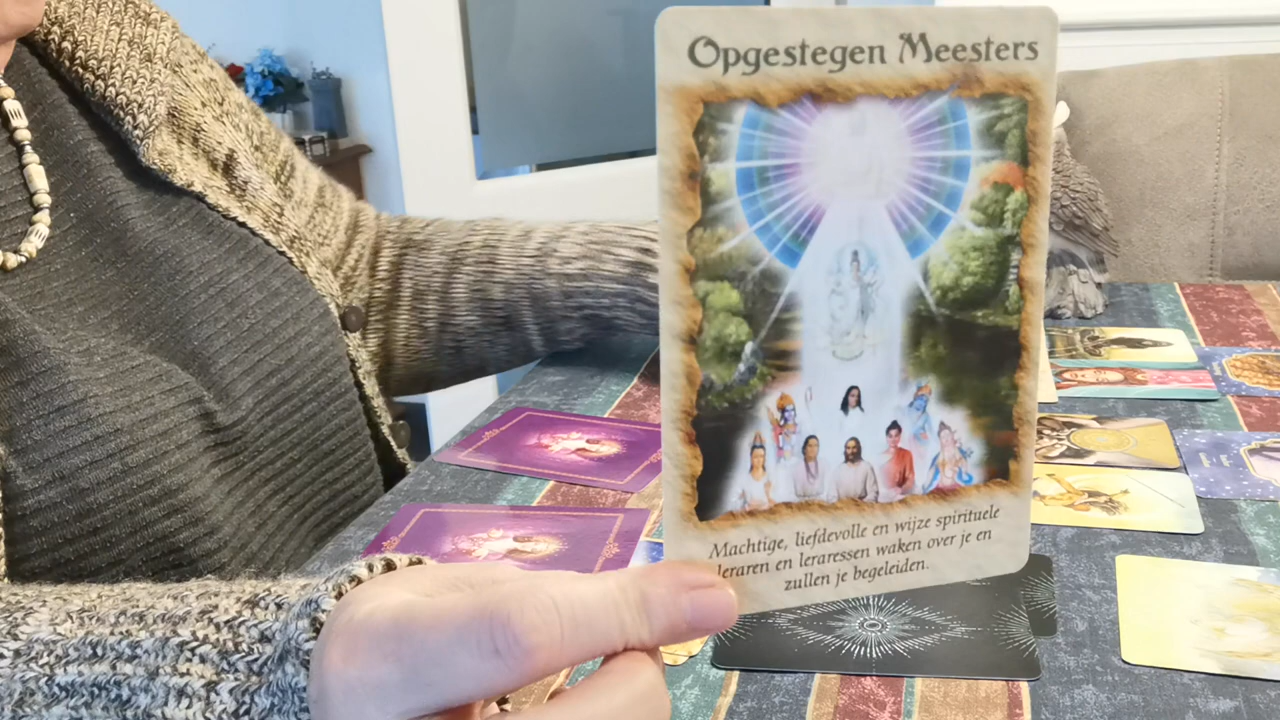 Opgestegen Meesters
Machtige, liefdevolle en wijze spirituele
leraren en leraressen waken over je en
zullen je begeleiden.